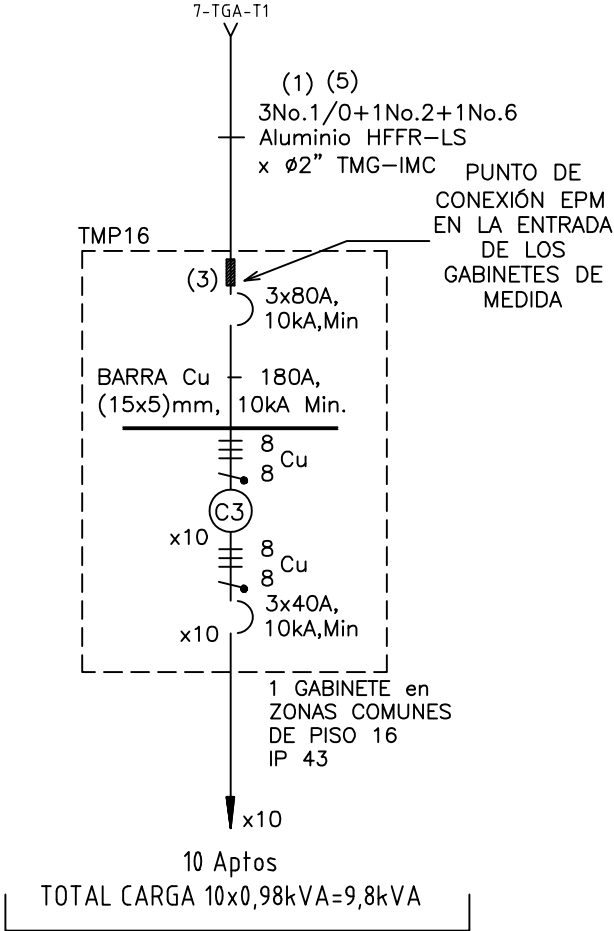 7-TGA-T1
(1) (5)
3No.1/0+1No.2+1No.6
Aluminio HFFR-LS
x Ø2" TMG-IMC
PUNTO DE
CONEXIÓN EPM
EN LA ENTRADA
DE LOS
GABINETES DE
MEDIDA
TMP16
(3)
3x80A,
10kA,Min
BARRA Cu 180A,
(15x5)mm, 10kA Min.
8
Cu
8
C3
x10
8
Cu
8
3x40A,
10kA,Min
x10
1 GABINETE en
ZONAS COMUNES
DE PISO 16
IP 43
x10
10 Aptos
TOTAL CARGA 10x0,98kVA=9,8kVA